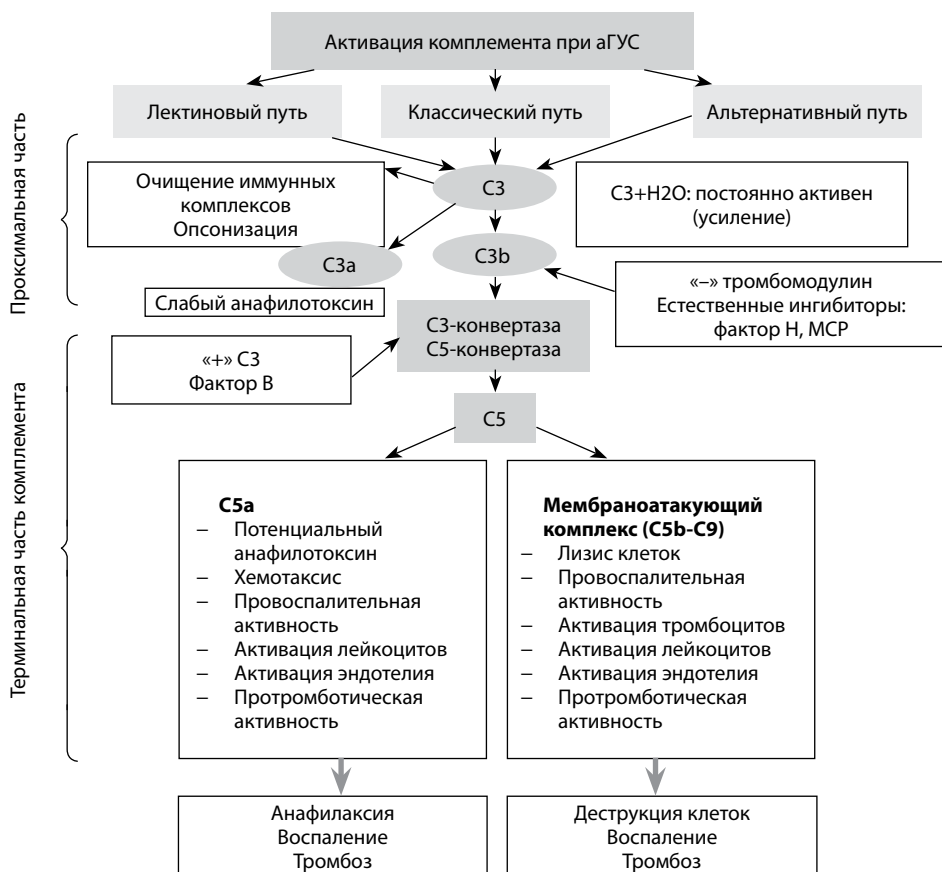 Активация комплемента при аГУС
Лектиновый путь
Классический путь
Альтернативный путь
Проксимальная часть
Очищение иммунных
комплексов
Опсонизация
C3
C3+H2O: постоянно активен
(усиление)
C3a
C3b
Слабый анафилотоксин
«–» тромбомодулин
Естественные ингибиторы:
фактор H, MCP
C3-конвертаза
C5-конвертаза
«+» C3
Фактор B
Терминальная часть комплемента
C5
C5a
– Потенциальный
анафилотоксин
– Хемотаксис
– Провоспалительная
активность
– Активация лейкоцитов
– Активация эндотелия
– Протромботическая
активность
Мембраноатакующий
комплекс (C5b-C9)
– Лизис клеток
– Провоспалительная
активность
– Активация тромбоцитов
– Активация лейкоцитов
– Активация эндотелия
– Протромботическая
активность
Анафилаксия
Воспаление
Тромбоз
Деструкция клеток
Воспаление
Тромбоз